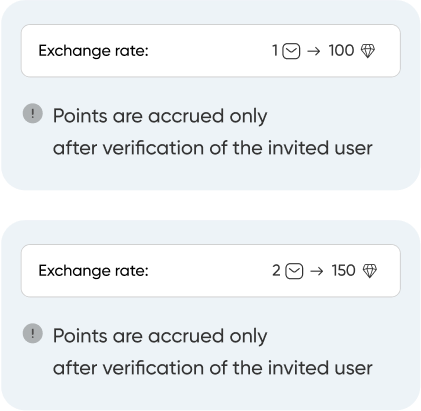 Exchange rate: 1 → 100
! Points are accrued only
after verification of the invited user
Exchange rate: 2 → 150
! Points are accrued only
after verification of the invited user